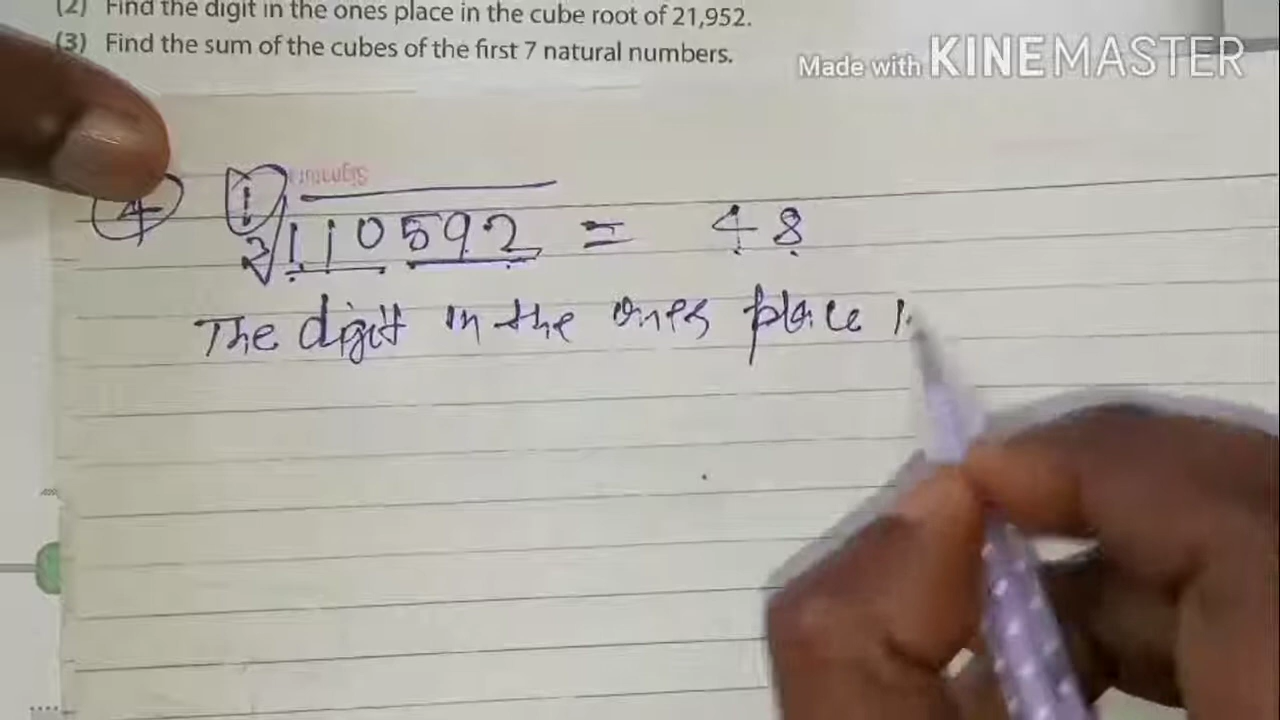 (2) Find the digit in the ones place in the cube root of 21,952.
(3) Find the sum of the cubes of the first 7 natural numbers.
Made with KINEMASTER
4 1
3√110592 = 48
The digit in the ones place